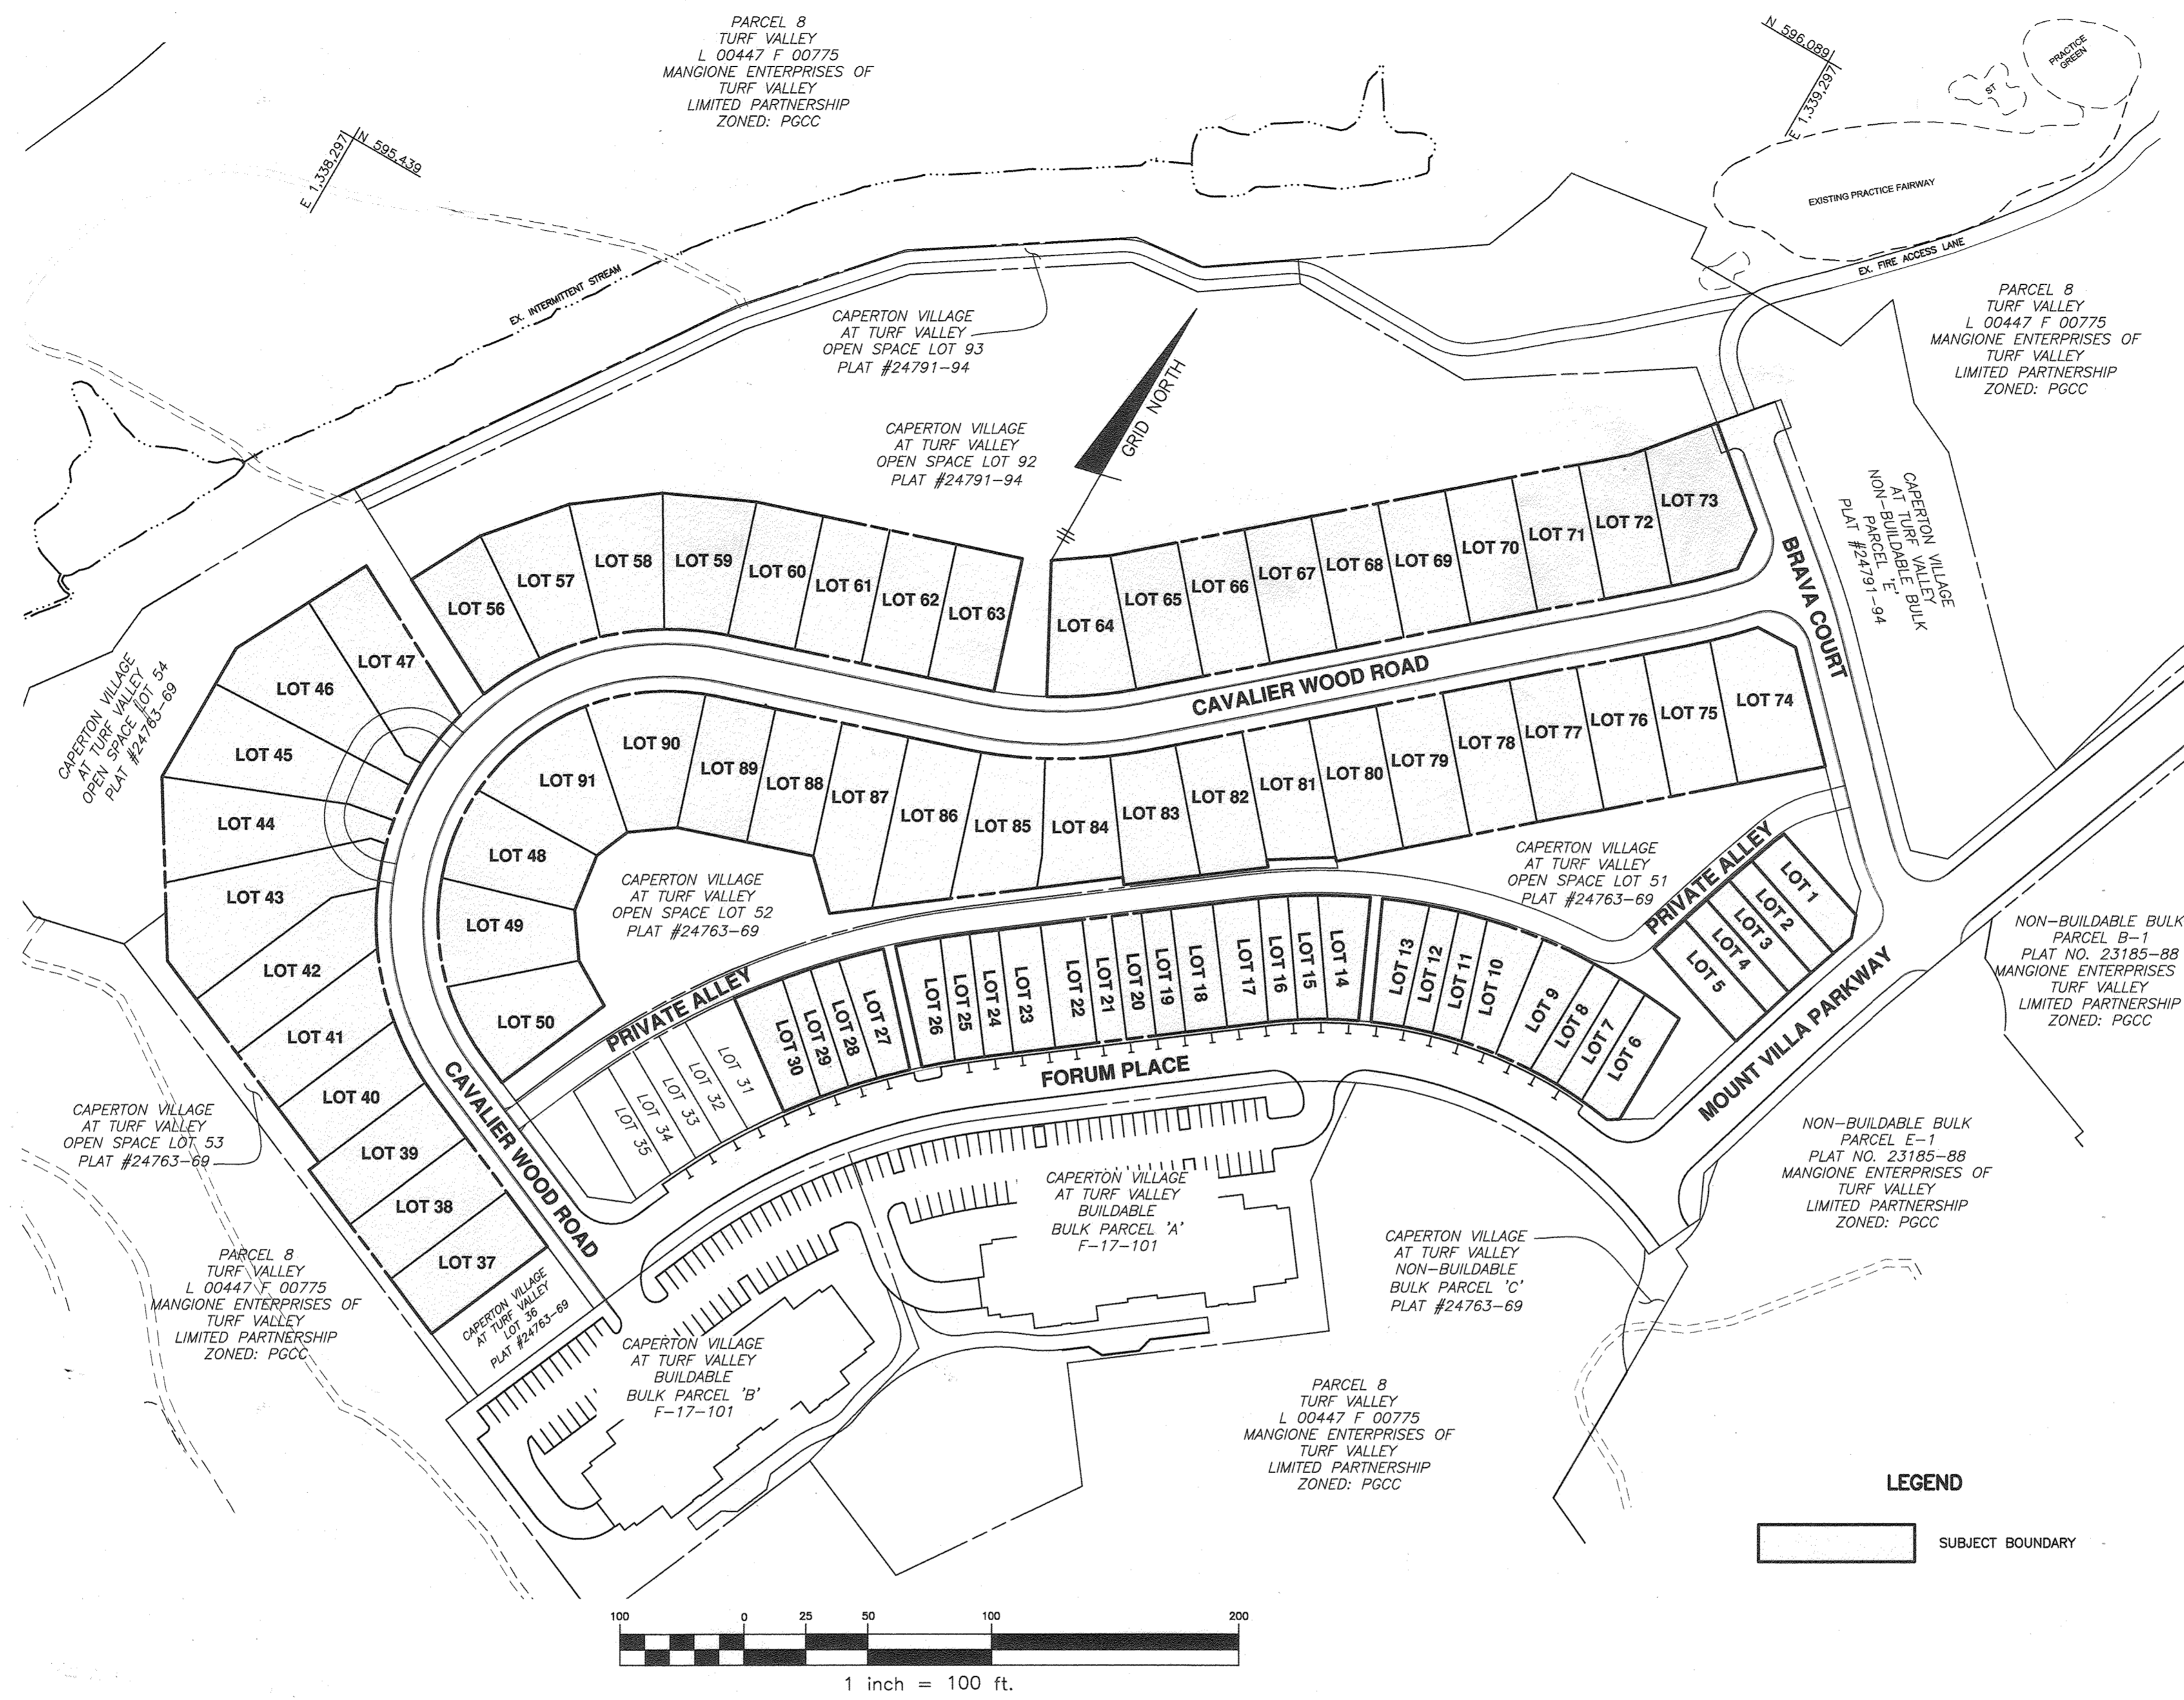 PARCEL 8
TURF VALLEY
L 00447 F 00775
MANGIONE ENTERPRISES OF
TURF VALLEY
LIMITED PARTNERSHIP
ZONED: PGCC
N 596,089
E 1,339,297
PRACTICE
GREEN
ST
EXISTING PRACTICE FAIRWAY
EX. FIRE ACCESS LANE
N 595,439
E 1,338,297
EX. INTERMITTENT STREAM
CAPERTON VILLAGE
AT TURF VALLEY
OPEN SPACE LOT 93
PLAT #24791-94
GRID NORTH
PARCEL 8
TURF VALLEY
L 00447 F 00775
MANGIONE ENTERPRISES OF
TURF VALLEY
LIMITED PARTNERSHIP
ZONED: PGCC
CAPERTON VILLAGE
AT TURF VALLEY
OPEN SPACE LOT 92
PLAT #24791-94
CAPERTON VILLAGE
AT TURF VALLEY
NON-BUILDABLE BULK
PARCEL 'E'
PLAT #24791-94
LOT 56
LOT 57
LOT 58
LOT 59
LOT 60
LOT 61
LOT 62
LOT 63
LOT 64
LOT 65
LOT 66
LOT 67
LOT 68
LOT 69
LOT 70
LOT 71
LOT 72
LOT 73
BRAVA COURT
CAVALIER WOOD ROAD
CAPERTON VILLAGE
AT TURF VALLEY
OPEN SPACE LOT 54
PLAT #24763-69
LOT 47
LOT 46
LOT 45
LOT 44
LOT 43
LOT 42
LOT 41
LOT 40
LOT 39
LOT 38
LOT 37
LOT 91
LOT 90
LOT 89
LOT 88
LOT 87
LOT 86
LOT 85
LOT 84
LOT 83
LOT 82
LOT 81
LOT 80
LOT 79
LOT 78
LOT 77
LOT 76
LOT 75
LOT 74
LOT 48
LOT 49
LOT 50
CAPERTON VILLAGE
AT TURF VALLEY
OPEN SPACE LOT 52
PLAT #24763-69
CAPERTON VILLAGE
AT TURF VALLEY
OPEN SPACE LOT 51
PLAT #24763-69
PRIVATE ALLEY
LOT 1
LOT 2
LOT 3
LOT 4
LOT 5
MOUNT VILLA PARKWAY
NON-BUILDABLE BULK
PARCEL B-1
PLAT NO. 23185-88
MANGIONE ENTERPRISES
TURF VALLEY
LIMITED PARTNERSHIP
ZONED: PGCC
PRIVATE ALLEY
LOT 35
LOT 34
LOT 33
LOT 32
LOT 31
LOT 30
LOT 29
LOT 28
LOT 27
LOT 26
LOT 25
LOT 24
LOT 23
LOT 22
LOT 21
LOT 20
LOT 19
LOT 18
LOT 17
LOT 16
LOT 15
LOT 14
LOT 13
LOT 12
LOT 11
LOT 10
LOT 9
LOT 8
LOT 7
LOT 6
FORUM PLACE
CAVALIER WOOD ROAD
CAPERTON VILLAGE
AT TURF VALLEY
OPEN SPACE LOT 53
PLAT #24763-69
NON-BUILDABLE BULK
PARCEL E-1
PLAT NO. 23185-88
MANGIONE ENTERPRISES OF
TURF VALLEY
LIMITED PARTNERSHIP
ZONED: PGCC
CAPERTON VILLAGE
AT TURF VALLEY
BUILDABLE
BULK PARCEL 'A'
F-17-101
CAPERTON VILLAGE
AT TURF VALLEY
NON-BUILDABLE
BULK PARCEL 'C'
PLAT #24763-69
PARCEL 8
TURF VALLEY
L 00447 F 00775
MANGIONE ENTERPRISES OF
TURF VALLEY
LIMITED PARTNERSHIP
ZONED: PGCC
CAPERTON VILLAGE
AT TURF VALLEY
LOT 36
PLAT #24763-69
CAPERTON VILLAGE
AT TURF VALLEY
BUILDABLE
BULK PARCEL 'B'
F-17-101
PARCEL 8
TURF VALLEY
L 00447 F 00775
MANGIONE ENTERPRISES OF
TURF VALLEY
LIMITED PARTNERSHIP
ZONED: PGCC
LEGEND
SUBJECT BOUNDARY
100 0 25 50 100 200
1 inch = 100 ft.